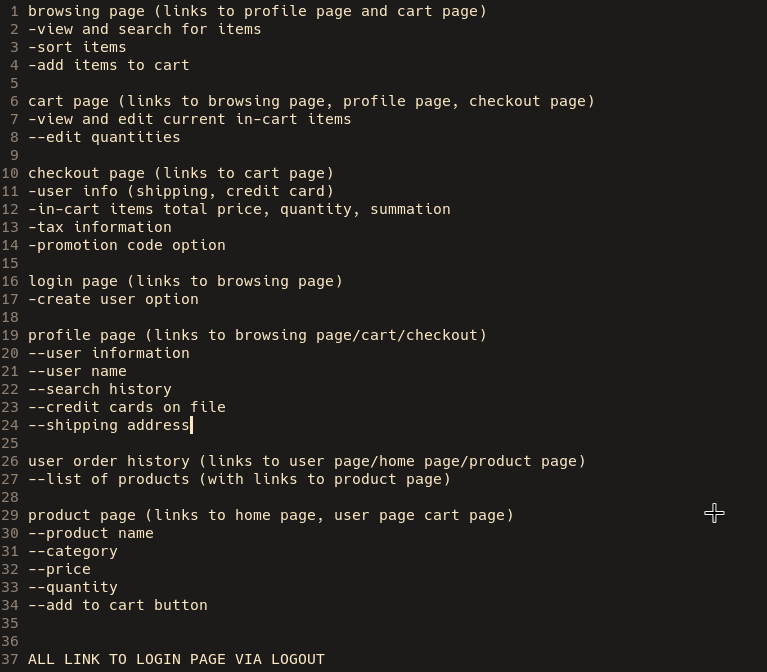 1 browsing page (links to profile page and cart page)
2 -view and search for items
3 -sort items
4 -add items to cart
5
6 cart page (links to browsing page, profile page, checkout page)
7 -view and edit current in-cart items
8 --edit quantities
9
10 checkout page (links to cart page)
11 -user info (shipping, credit card)
12 -in-cart items total price, quantity, summation
13 -tax information
14 -promotion code option
15
16 login page (links to browsing page)
17 -create user option
18
19 profile page (links to browsing page/cart/checkout)
20 --user information
21 --user name
22 --search history
23 --credit cards on file
24 --shipping address
25
26 user order history (links to user page/home page/product page)
27 --list of products (with links to product page)
28
29 product page (links to home page, user page cart page)
30 --product name
31 --category
32 --price
33 --quantity
34 --add to cart button
35
36
37 ALL LINK TO LOGIN PAGE VIA LOGOUT